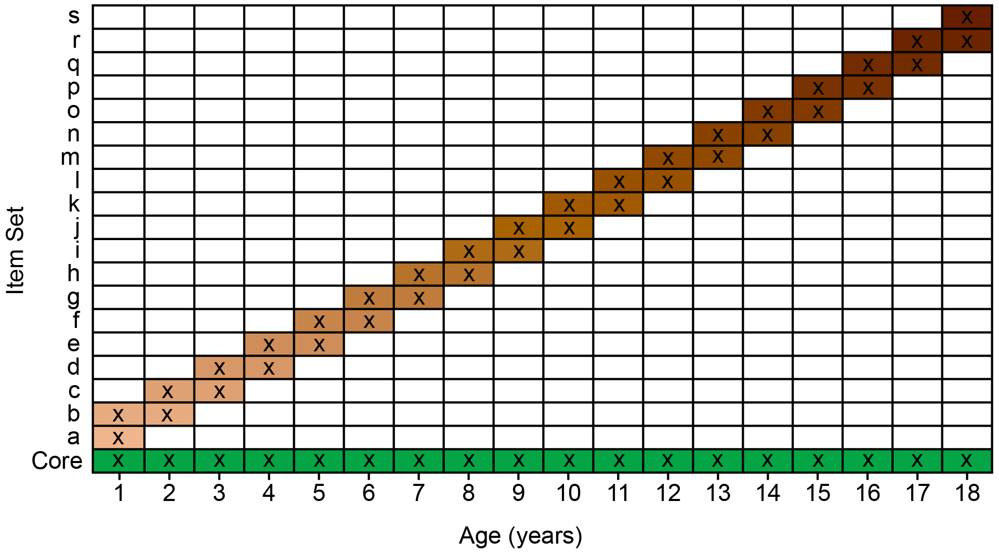 s x
r x x
q x x
p x x
o x x
n x x
m x x
l x x
k x x
j x x
i x x
h x x
g x x
f x x
e x x
d x x
c x x
b x x
a x
Core x x x x x x x x x x x x x x x x x x
1 2 3 4 5 6 7 8 9 10 11 12 13 14 15 16 17 18
Age (years)
Item Set